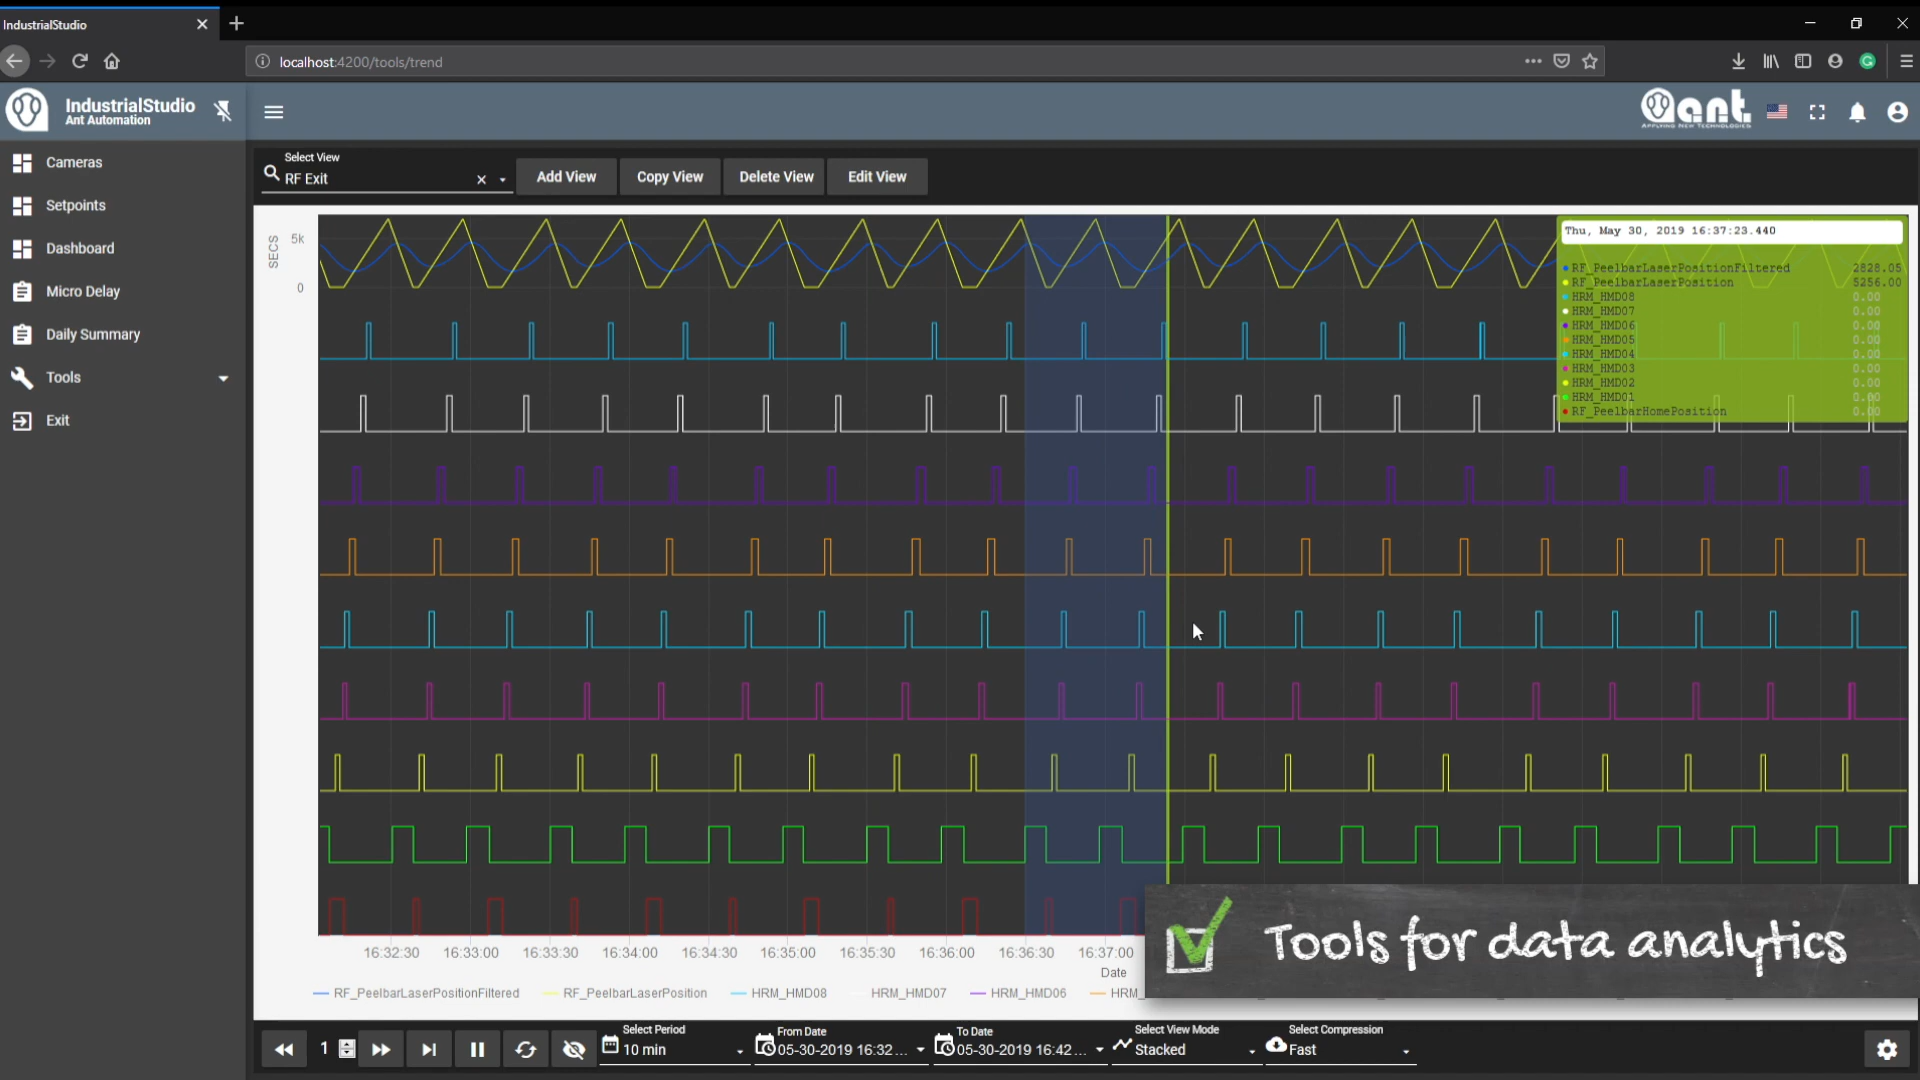 IndustrialStudio
localhost:4200/tools/trend
IndustrialStudio
Ant Automation
ant.
APPLYING NEW TECHNOLOGIES
Cameras
Setpoints
Dashboard
Micro Delay
Daily Summary
Tools
Exit
Select View
RF Exit
Add View
Copy View
Delete View
Edit View
SECS
5k
0
Thu, May 30, 2019 16:37:23.440
RF_PeelbarLaserPositionFiltered 2828.05
RF_PeelbarLaserPosition 5256.00
HRM_HMD08 0.00
HRM_HMD07 0.00
HRM_HMD06 0.00
HRM_HMD05 0.00
HRM_HMD04 0.00
HRM_HMD03 0.00
HRM_HMD02 0.00
HRM_HMD01 0.00
RF_PeelbarHomePosition 0.00
16:32:30 16:33:00 16:33:30 16:34:00 16:34:30 16:35:00 16:35:30 16:36:00 16:36:30 16:37:00
Date
RF_PeelbarLaserPositionFiltered RF_PeelbarLaserPosition HRM_HMD08 HRM_HMD07 HRM_HMD06 HRM_
Tools for data analytics
1
Select Period
10 min
From Date
05-30-2019 16:32...
To Date
05-30-2019 16:42...
Select View Mode
Stacked
Select Compression
Fast